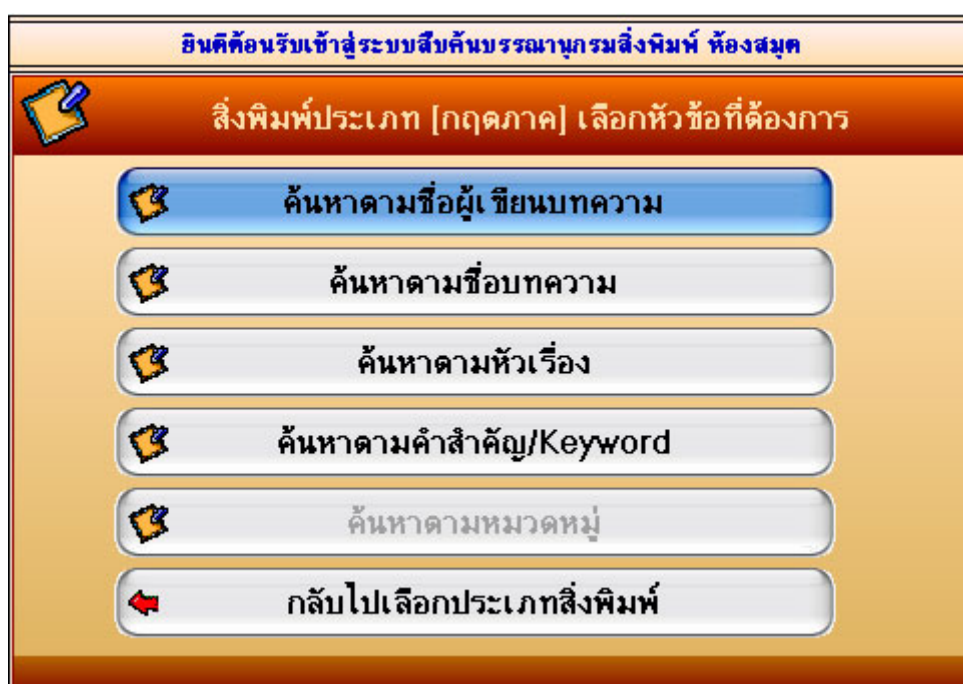 ยินดีต้อนรับเข้าสู่ระบบสืบค้นบรรณานุกรมสิ่งพิมพ์ ห้องสมุด
สิ่งพิมพ์ประเภท [กฤตภาค] เลือกหัวข้อที่ต้องการ
ค้นหาตามชื่อผู้เขียนบทความ
ค้นหาตามชื่อบทความ
ค้นหาตามหัวเรื่อง
ค้นหาตามคำสำคัญ/Keyword
ค้นหาตามหมวดหมู่
กลับไปเลือกประเภทสิ่งพิมพ์